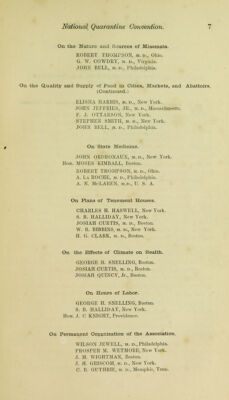 National Quarantine Convention. 7
On the Nature and Sources of Miasmata.
ROBERT THOMPSON, M. D., Ohio.
G. W. COWDRY, M. D., Virginia.
JOHN BELL, M. D., Philadelphia.
On the Quality and Supply of Food in Cities, Markets, and Abattoirs.
(Continued.)
ELISHA HARRIS, M. D., New York.
JOHN JEFFRIES, JR., M. D., Massachusetts.
F. J. OTTARSON, New York.
STEPHEN SMITH, M. D., New York.
JOHN BELL, M. D., Philadelphia.
On State Medicine.
JOHN ORDRONAUX, M. D., New York.
Hon. MOSES KIMBALL, Boston.
ROBERT THOMPSON, M. D., Ohio.
A. LA ROCHE, M. D., Philadelphia.
A. N. McLAREN, M. D., U. S. A.
On Plans of Tenement Houses.
CHARLES H. HASWELL, New York.
S. B. HALLIDAY, New York.
JOSIAH CURTIS, M. D., Boston.
W. R. BIBBINS, M. D., New York.
H. G. CLARK, M. D., Boston.
On the Effects of Climate on Health.
GEORGE H. SNELLING, Boston.
JOSIAH CURTIS, M. D., Boston.
JOSIAH QUINCY, Jr., Boston.
On Hours of Labor.
GEORGE H. SNELLING, Boston.
S. B. HALLIDAY, New York.
Hon. J. C. KNIGHT, Providence.
On Permanent Organization of the Association.
WILSON JEWELL, M. D., Philadelphia.
PROSPER M. WETMORE, New York.
J. M. WIGHTMAN, Boston.
J. H. GRISCOM, M. D., New York.
C. B. GUTHRIE, M. D., Memphis, Tenn.